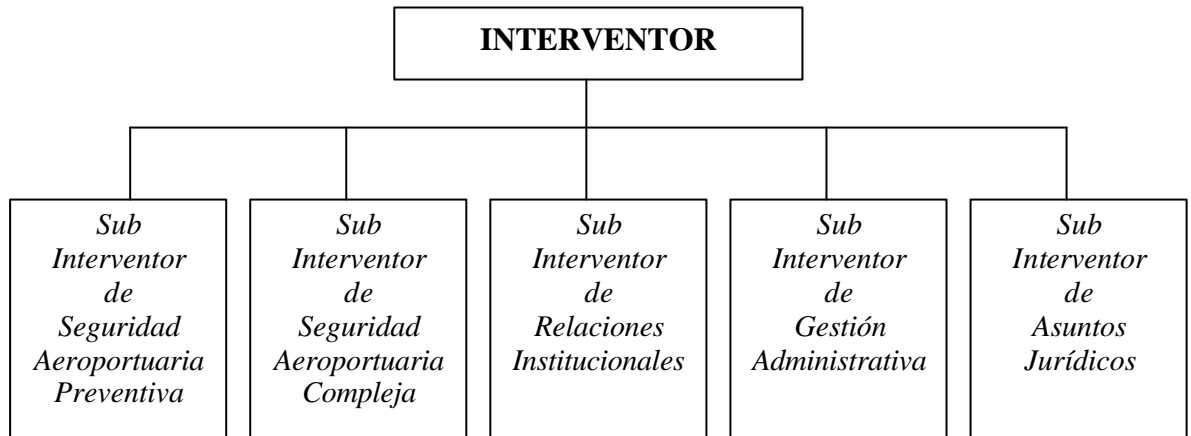 INTERVENTOR
Sub
Interventor
de
Seguridad
Aeroportuaria
Preventiva
Sub
Interventor
de
Seguridad
Aeroportuaria
Compleja
Sub
Interventor
de
Relaciones
Institucionales
Sub
Interventor
de
Gestión
Administrativa
Sub
Interventor
de
Asuntos
Jurídicos